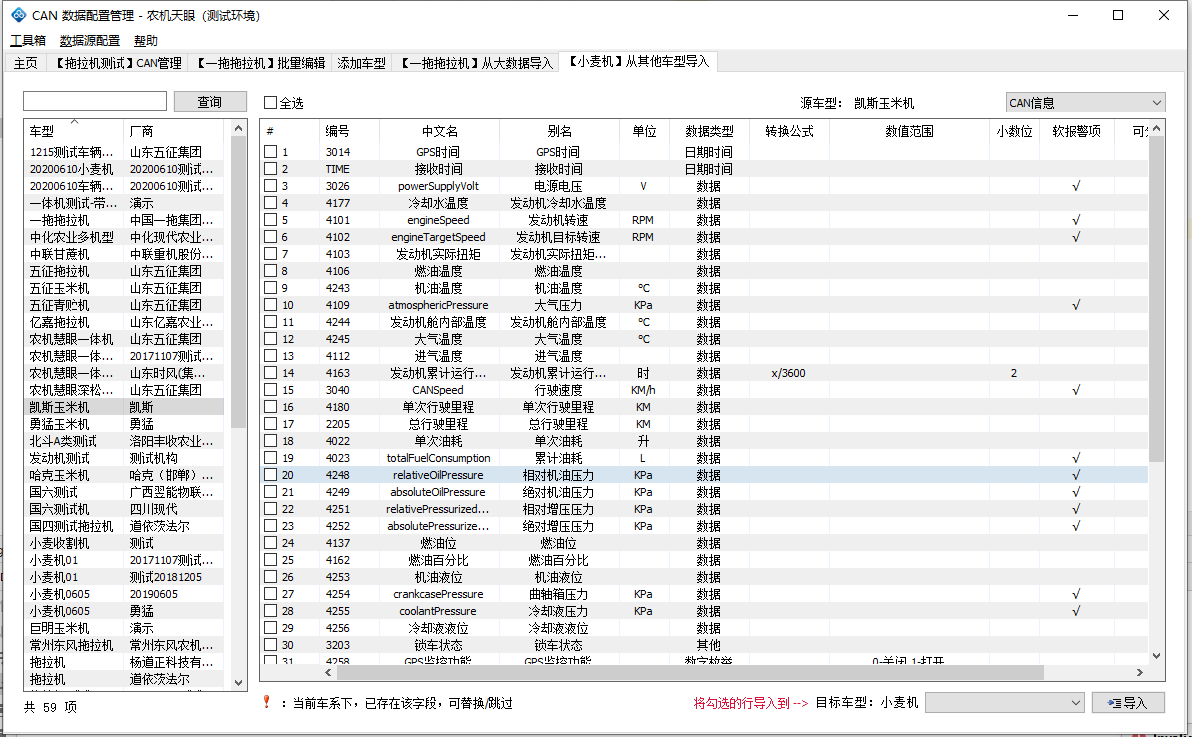 CAN 数据配置管理 - 农机天眼（测试环境）
工具箱 数据源配置 帮助
主页 【拖拉机测试】CAN管理 【一拖拖拉机】批量编辑 添加车型 【一拖拖拉机】从大数据导入 【小麦机】从其他车型导入
查询 全选 源车型： 凯斯玉米机 CAN信息
车型 厂商
1215测试车辆... 山东五征集团
20200610小麦机 20200610测试...
20200610车辆... 20200610测试...
一体机测试-带... 演示
一拖拖拉机 中国一拖集团...
中化农业多机型 中化现代农业...
中联甘蔗机 中联重机股份...
五征拖拉机 山东五征集团
五征玉米机 山东五征集团
五征青贮机 山东五征集团
亿嘉拖拉机 山东亿嘉农业...
农机慧眼一体机 山东五征集团
农机慧眼一体... 20171107测试...
农机慧眼一体... 山东时风(集...
农机慧眼深松... 山东五征集团
凯斯玉米机 凯斯
勇猛玉米机 勇猛
北斗A类测试 洛阳丰收农业...
发动机测试 测试机构
哈克玉米机 哈克（邯郸）...
国六测试 广西翌能物联...
国六测试机 四川现代
国四测试拖拉机 道依茨法尔
小麦收割机 测试
小麦机01 20171107测试...
小麦机01 测试20181205
小麦机0605 20190605
小麦机0605 勇猛
巨明玉米机 演示
常州东风拖拉机 常州东风农机...
拖拉机 杨道正科技有...
拖拉机 道依茨法尔
共 59 项
# 编号 中文名 别名 单位 数据类型 转换公式 数值范围 小数位 软报警项
1 3014 GPS时间 GPS时间 日期时间
2 TIME 接收时间 接收时间 日期时间
3 3026 powerSupplyVolt 电源电压 V 数据 √
4 4177 冷却水温度 发动机冷却水温度 数据
5 4101 engineSpeed 发动机转速 RPM 数据 √
6 4102 engineTargetSpeed 发动机目标转速 RPM 数据 √
7 4103 发动机实际扭矩 发动机实际扭矩... 数据
8 4106 燃油温度 燃油温度 数据
9 4243 机油温度 机油温度 ℃ 数据
10 4109 atmosphericPressure 大气压力 KPa 数据 √
11 4244 发动机舱内部温度 发动机舱内部温度 ℃ 数据
12 4245 大气温度 大气温度 ℃ 数据
13 4112 进气温度 进气温度 数据
14 4163 发动机累计运行... 发动机累计运行... 时 数据 x/3600 2
15 3040 CANSpeed 行驶速度 KM/h 数据 √
16 4180 单次行驶里程 单次行驶里程 KM 数据
17 2205 总行驶里程 总行驶里程 KM 数据
18 4022 单次油耗 单次油耗 升 数据
19 4023 totalFuelConsumption 累计油耗 L 数据 √
20 4248 relativeOilPressure 相对机油压力 KPa 数据 √
21 4249 absoluteOilPressure 绝对机油压力 KPa 数据 √
22 4251 relativePressurized... 相对增压压力 KPa 数据 √
23 4252 absolutePressurize... 绝对增压压力 KPa 数据 √
24 4137 燃油位 燃油位 数据
25 4162 燃油百分比 燃油百分比 数据
26 4253 机油液位 机油液位 数据
27 4254 crankcasePressure 曲轴箱压力 KPa 数据 √
28 4255 coolantPressure 冷却液压力 KPa 数据 √
29 4256 冷却液液位 冷却液液位 数据
30 3203 锁车状态 锁车状态 其他
31 4258 GPS监控功能 GPS监控功能 数字枚举 0-关闭,1-打开
：当前车系下，已存在该字段，可替换/跳过 将勾选的行导入到 --> 目标车型： 小麦机 导入